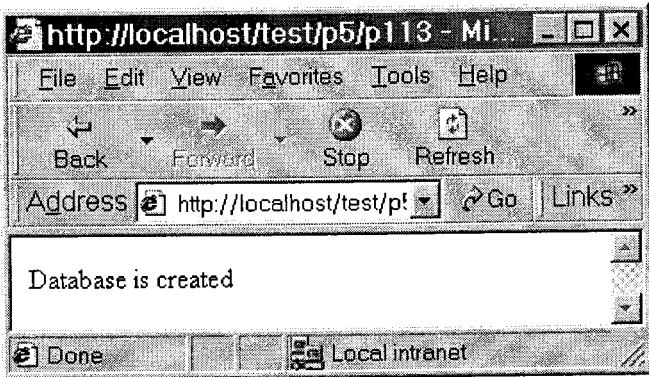 http://localhost/test/p5/p113 - Mi...
File Edit View Favorites Tools Help
Back Forward Stop Refresh »
Address http://localhost/test/p5 Go Links »
Database is created
Done Local intranet